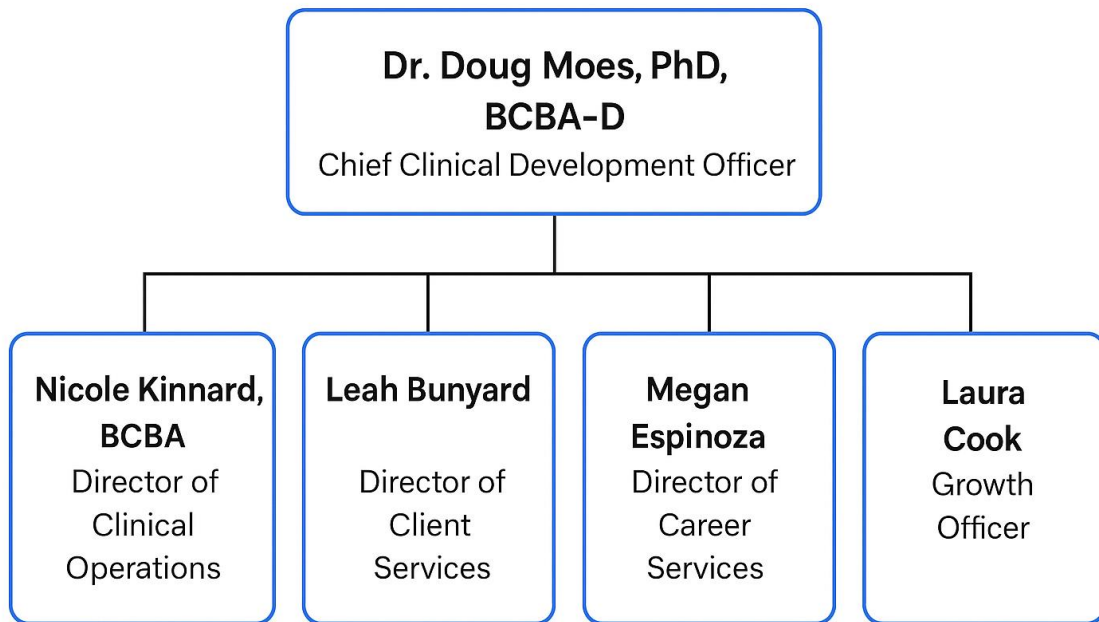 Dr. Doug Moes, PhD,
BCBA-D
Chief Clinical Development Officer
Nicole Kinnard,
BCBA
Director of
Clinical
Operations
Leah Bunyard
Director of
Client
Services
Megan
Espinoza
Director of
Career
Services
Laura
Cook
Growth
Officer